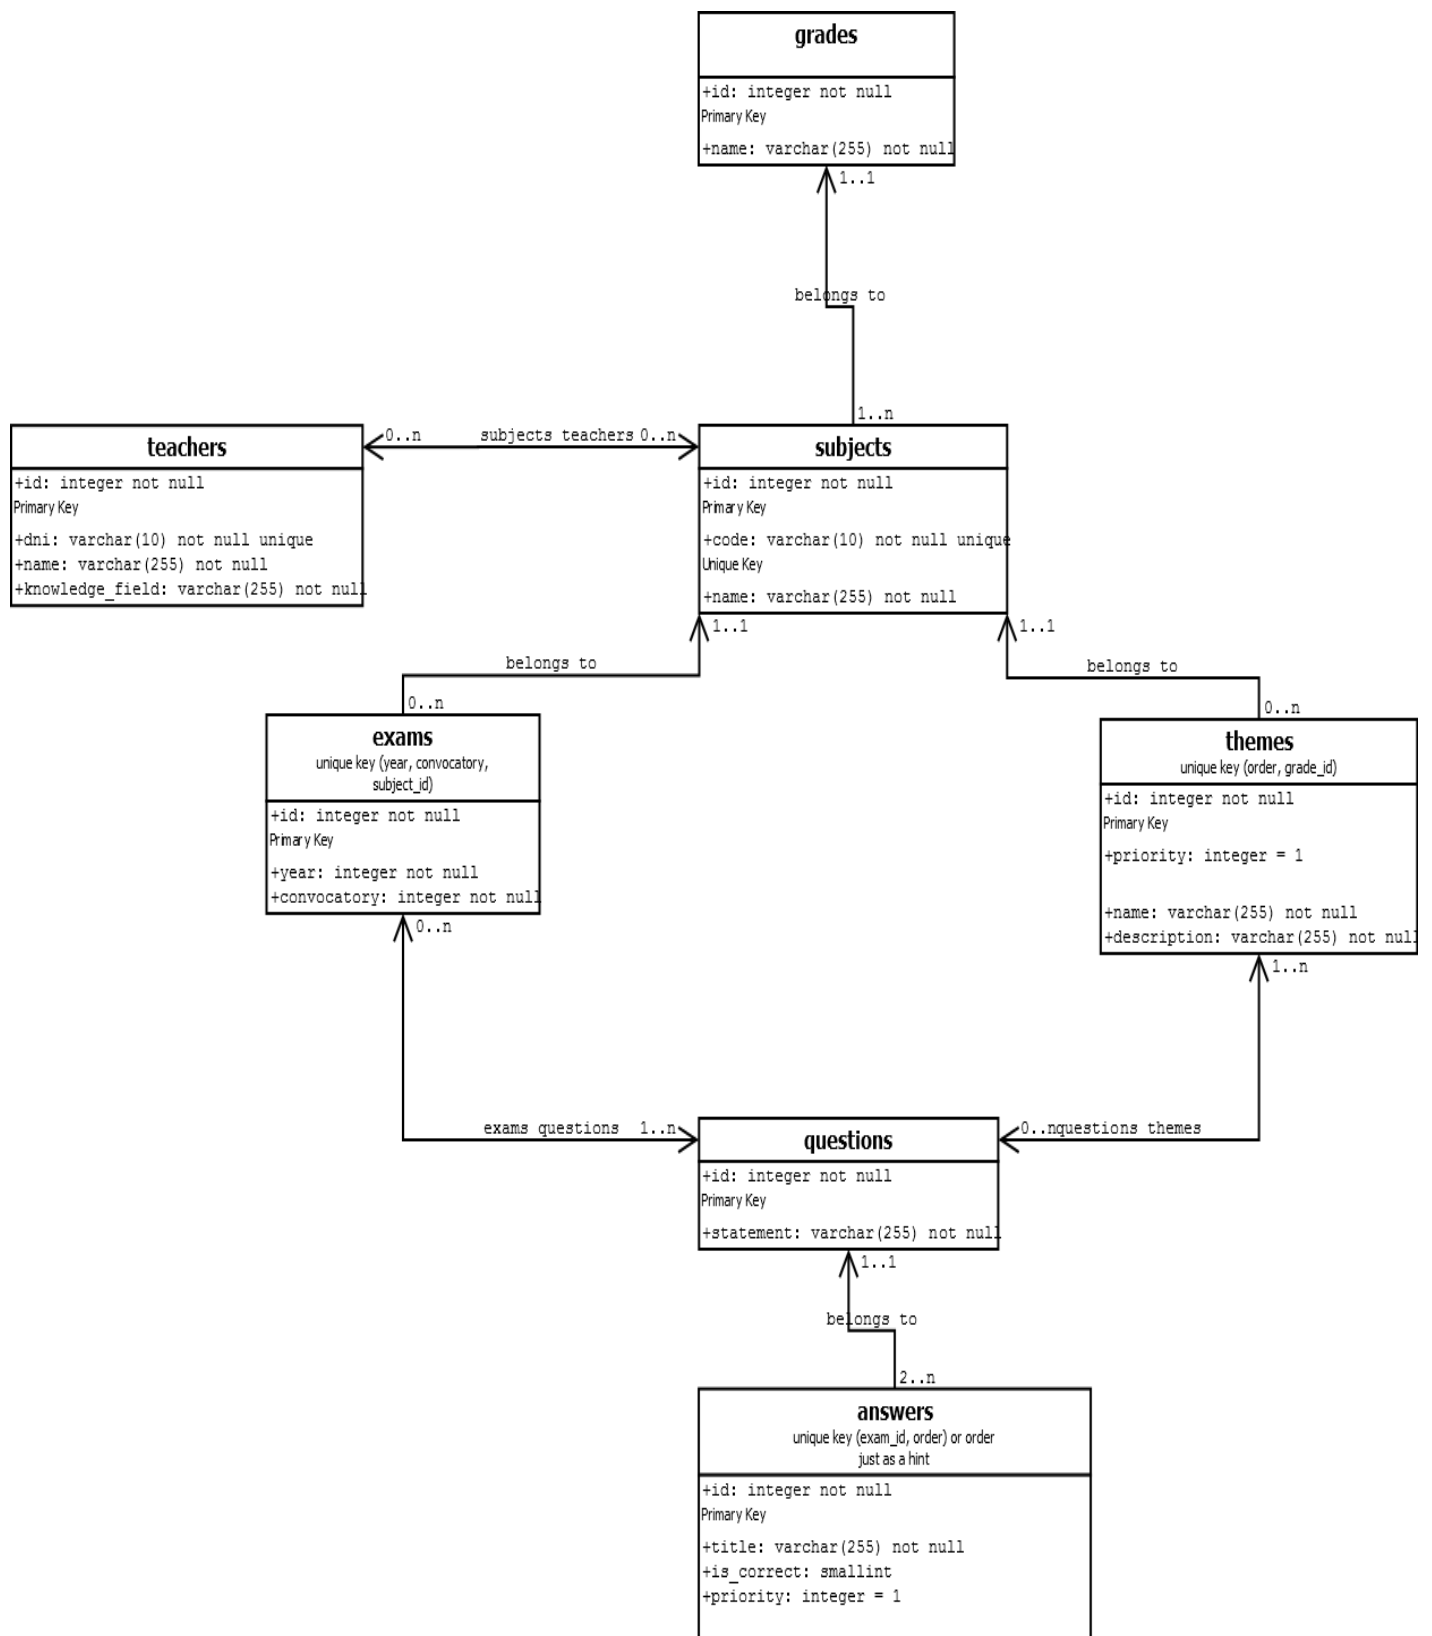 grades
+id: integer not null
Primary Key
+name: varchar(255) not null
1..1
belongs to
1..n
teachers
+id: integer not null
Primary Key
+dni: varchar(10) not null unique
+name: varchar(255) not null
+knowledge_field: varchar(255) not null
0..n
subjects teachers
0..n
subjects
+id: integer not null
Primary Key
+code: varchar(10) not null unique
Unique Key
+name: varchar(255) not null
1..1
belongs to
0..n
1..1
belongs to
0..n
exams
unique key (year, convocatory,
subject_id)
+id: integer not null
Primary Key
+year: integer not null
+convocatory: integer not null
0..n
themes
unique key (order, grade_id)
+id: integer not null
Primary Key
+priority: integer = 1
+name: varchar(255) not null
+description: varchar(255) not null
1..n
exams questions
1..n
questions
+id: integer not null
Primary Key
+statement: varchar(255) not null
0..n
questions themes
1..1
belongs to
2..n
answers
unique key (exam_id, order) or order
just as a hint
+id: integer not null
Primary Key
+title: varchar(255) not null
+is_correct: smallint
+priority: integer = 1